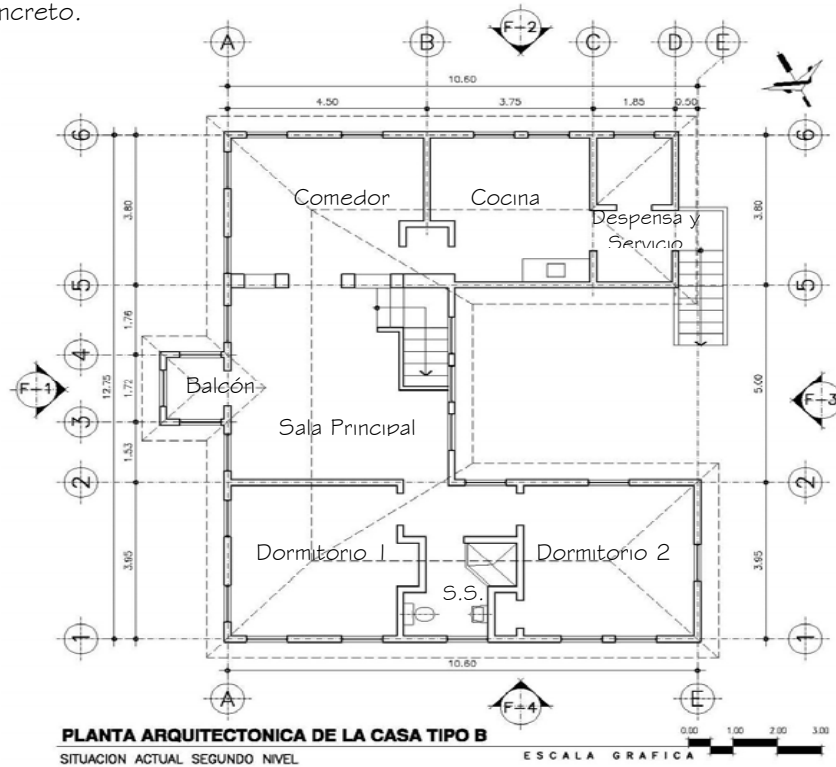 ncreto.
A
B
F-2
C
D
E
10.60
4.50
3.75
1.85
0.50
6
6
3.80
Comedor
Cocina
Despensa y
Servicio
3.80
5
5
1.76
4
F-1
12.75
1.72
Balcón
5.00
F-3
3
Sala Principal
1.53
2
2
3.95
Dormitorio 1
Dormitorio 2
3.95
S.S.
1
1
10.60
A
F-4
E
PLANTA ARQUITECTONICA DE LA CASA TIPO B
0.00 1.00 2.00 3.00
SITUACION ACTUAL SEGUNDO NIVEL
ESCALA GRAFICA